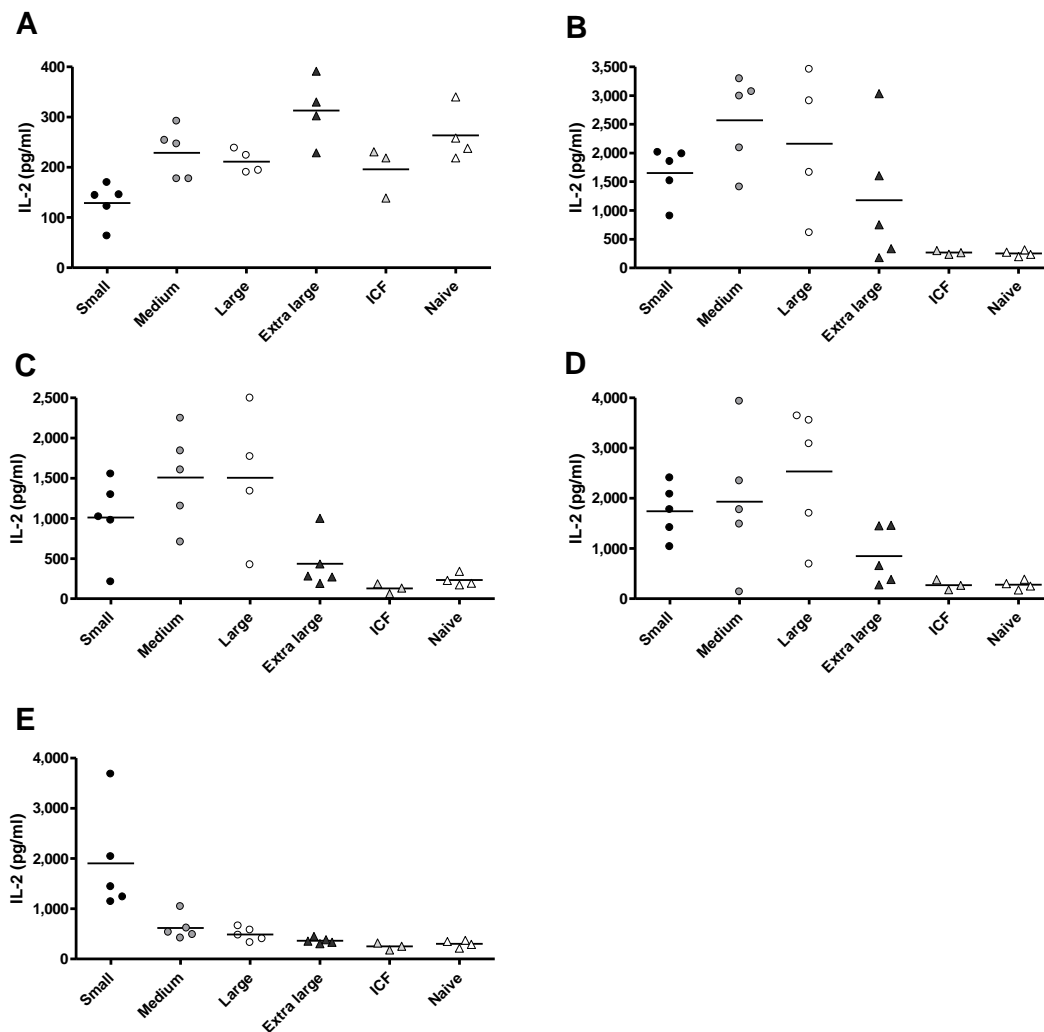 A
IL-2 (pg/ml)
400
300
200
100
0
Small
Medium
Large
Extra large
ICF
Naive
B
IL-2 (pg/ml)
3,500
3,000
2,500
2,000
1,500
1,000
500
0
Small
Medium
Large
Extra large
ICF
Naive
C
IL-2 (pg/ml)
2,500
2,000
1,500
1,000
500
0
Small
Medium
Large
Extra large
ICF
Naive
D
IL-2 (pg/ml)
4,000
3,000
2,000
1,000
0
Small
Medium
Large
Extra large
ICF
Naive
E
IL-2 (pg/ml)
4,000
3,000
2,000
1,000
0
Small
Medium
Large
Extra large
ICF
Naive